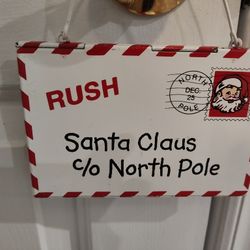 RUSH
NORTH
DEC.
25
POLE
Santa Claus
c/o North Pole